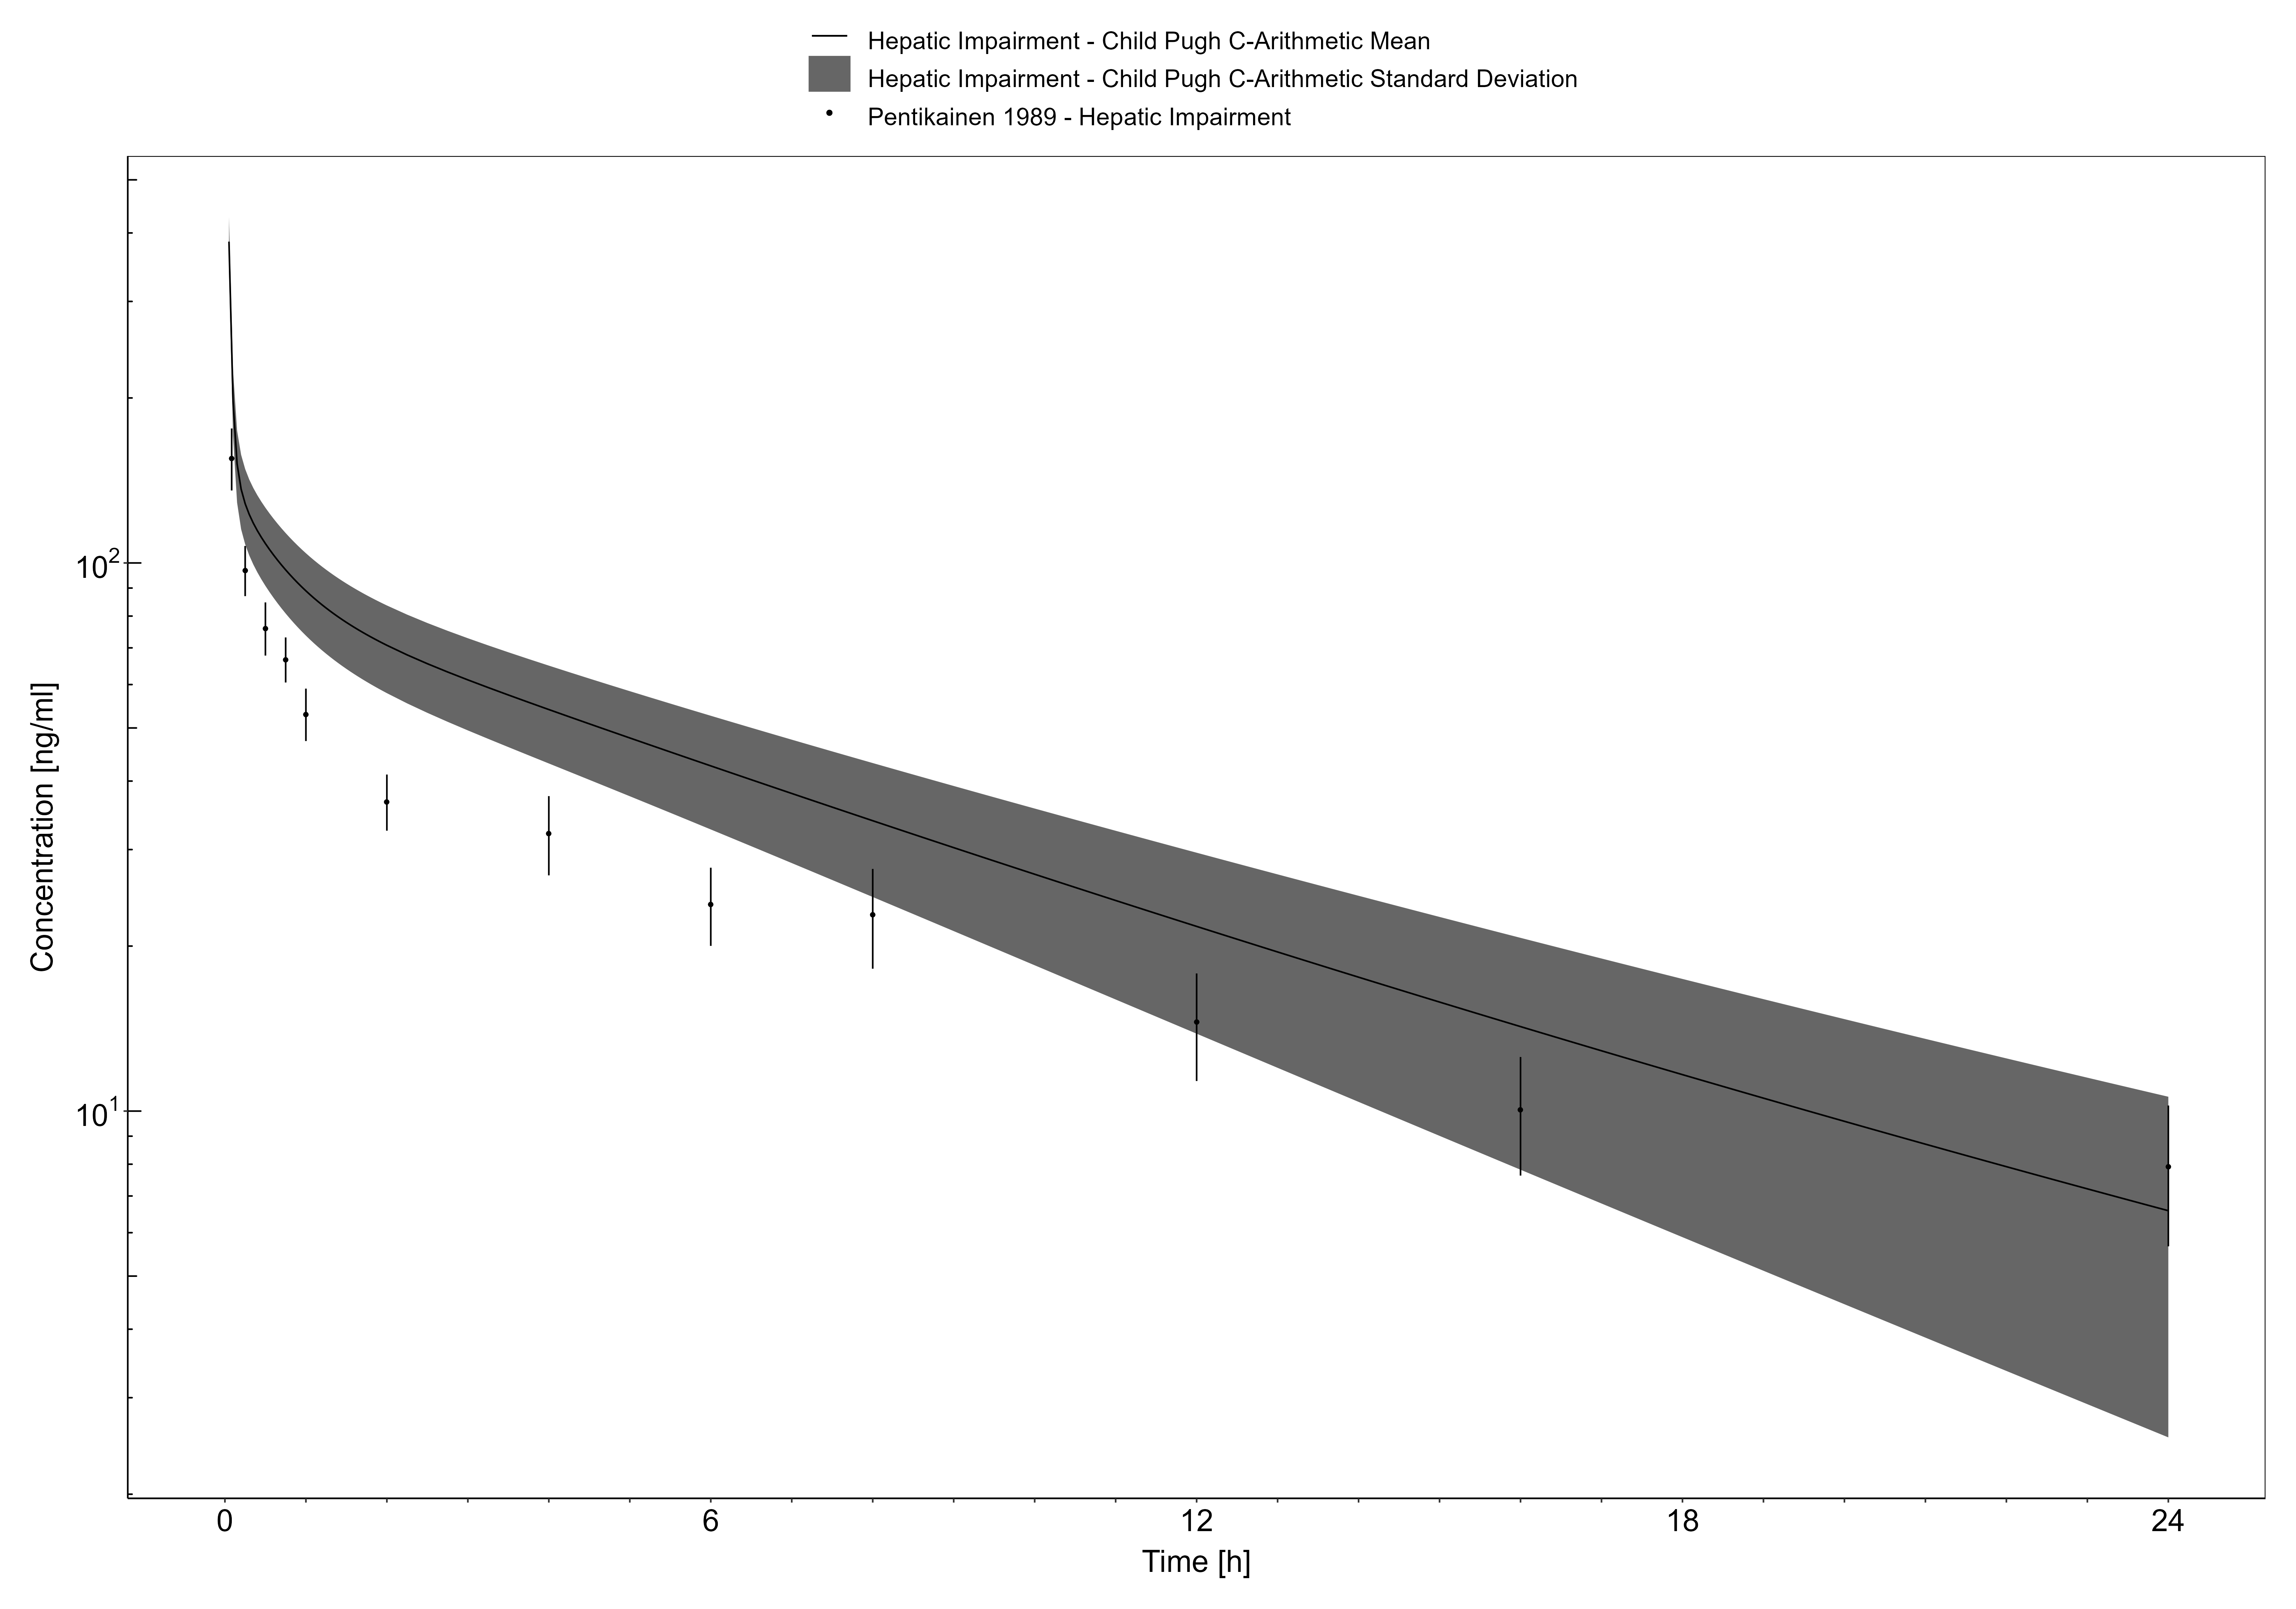 Hepatic Impairment - Child Pugh C-Arithmetic Mean
Hepatic Impairment - Child Pugh C-Arithmetic Standard Deviation
Pentikainen 1989 - Hepatic Impairment
Concentration [ng/ml]
10²
10¹
0 6 12 18 24
Time [h]